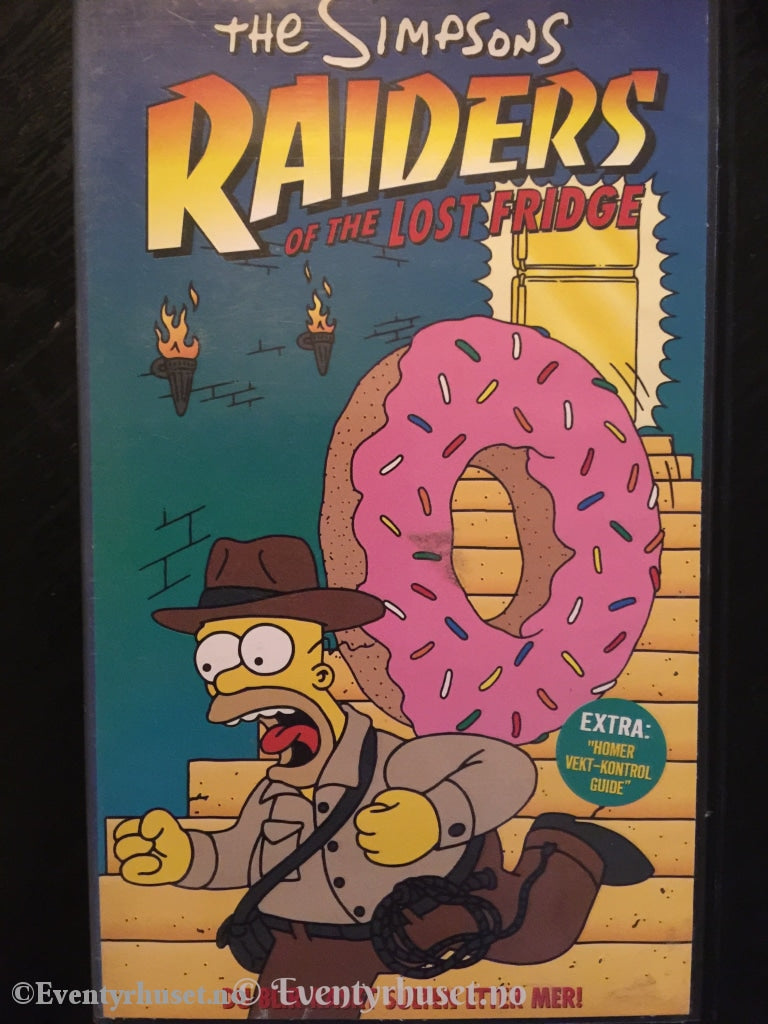 THE SIMPSONS
RAIDERS
OF THE LOST FRIDGE
EXTRA:
"HOMER
VEKT-KONTROL
GUIDE"
MER!
©Eventyrhuset.no © Eventyrhuset.no